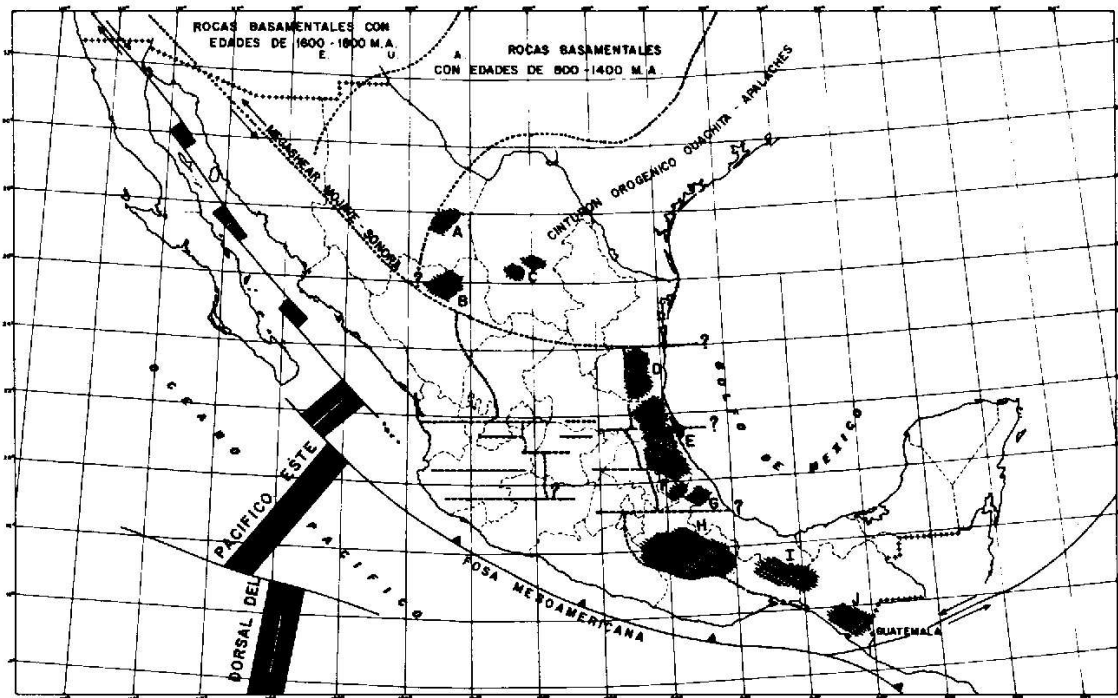 ROCAS BASAMENTALES CON
EDADES DE 1600 - 1800 M.A.
E. U. A.
ROCAS BASAMENTALES
CON EDADES DE 800 - 1400 M.A
CINTURON OROGENICO OUACHITA - APALACHES
MEGASHEAR MOJAVE - SONORA
A
?
B
C
D
?
E
?
F
G
?
?
H
I
J
GOLFO DE MEXICO
OCEANO
PACIFICO
DORSAL DEL PACIFICO ESTE
FOSA MESOAMERICANA
GUATEMALA